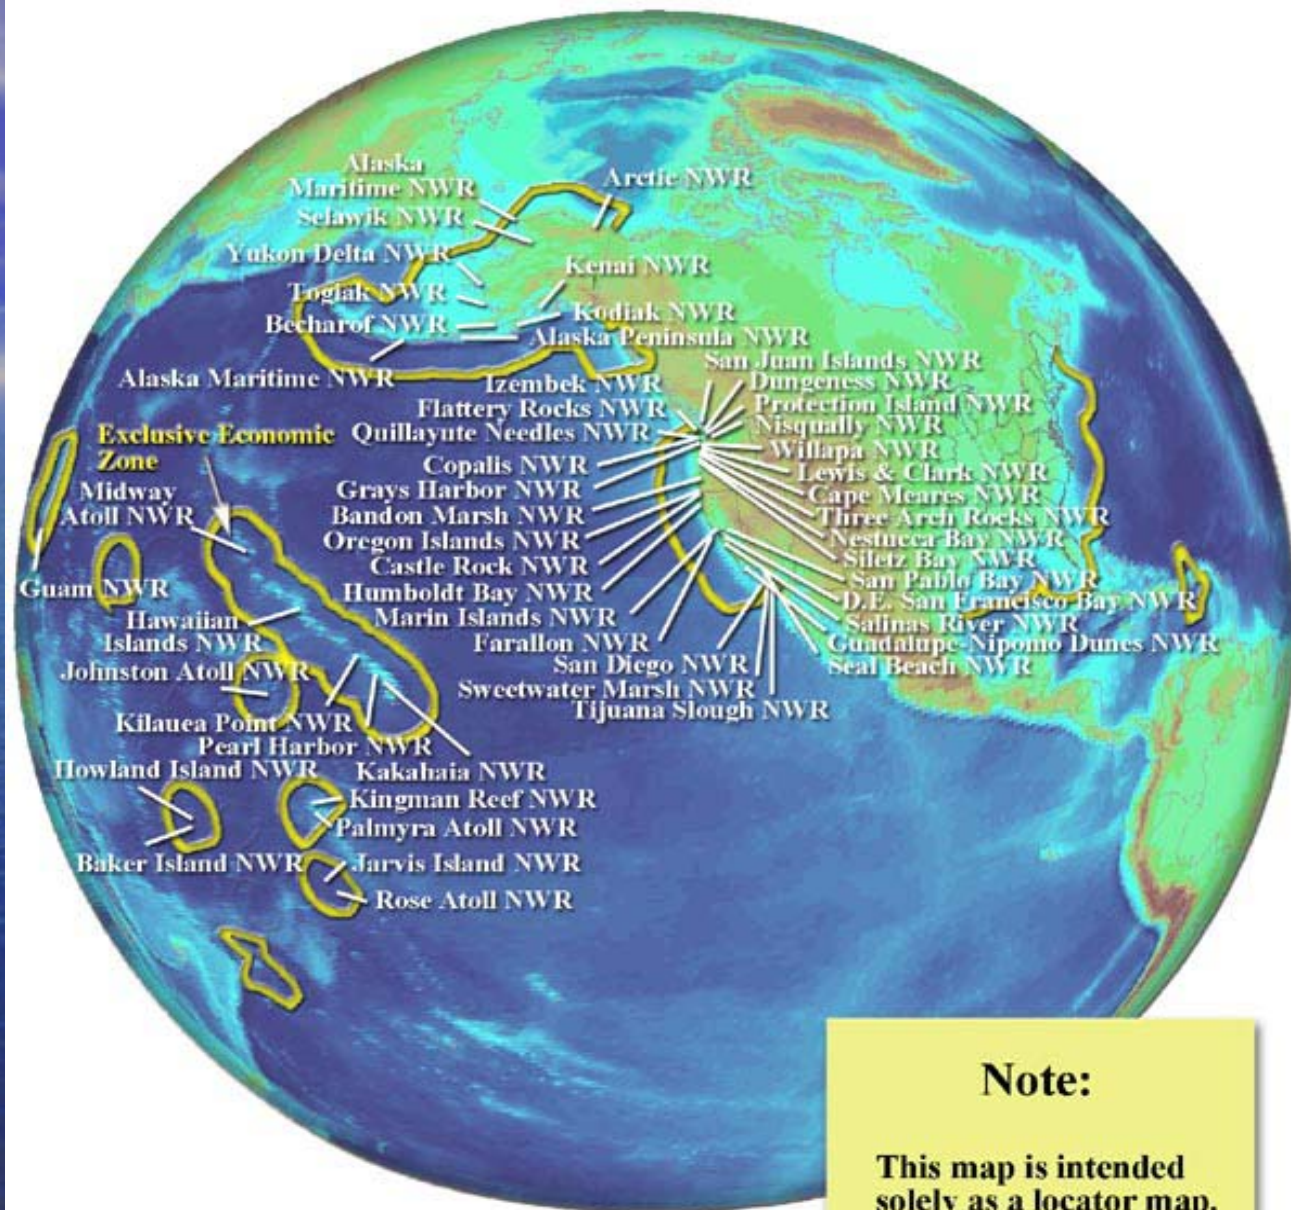 Alaska
Maritime NWR
Arctic NWR
Selawik NWR
Yukon Delta NWR
Kenai NWR
Togiak NWR
Kodiak NWR
Becharof NWR
Alaska Peninsula NWR
Alaska Maritime NWR
San Juan Islands NWR
Izembek NWR
Dungeness NWR
Flattery Rocks NWR
Protection Island NWR
Quillayute Needles NWR
Nisqually NWR
Exclusive Economic
Zone
Willapa NWR
Copalis NWR
Lewis & Clark NWR
Midway
Atoll NWR
Grays Harbor NWR
Cape Meares NWR
Bandon Marsh NWR
Three Arch Rocks NWR
Oregon Islands NWR
Nestucca Bay NWR
Castle Rock NWR
Siletz Bay NWR
Guam NWR
Humboldt Bay NWR
San Pablo Bay NWR
Hawaiian
Islands NWR
Marin Islands NWR
D.E. San Francisco Bay NWR
Farallon NWR
Salinas River NWR
Johnston Atoll NWR
San Diego NWR
Guadalupe-Nipomo Dunes NWR
Sweetwater Marsh NWR
Seal Beach NWR
Tijuana Slough NWR
Kilauea Point NWR
Pearl Harbor NWR
Howland Island NWR
Kakahaia NWR
Kingman Reef NWR
Palmyra Atoll NWR
Baker Island NWR
Jarvis Island NWR
Rose Atoll NWR
Note:
This map is intended
solely as a locator map.